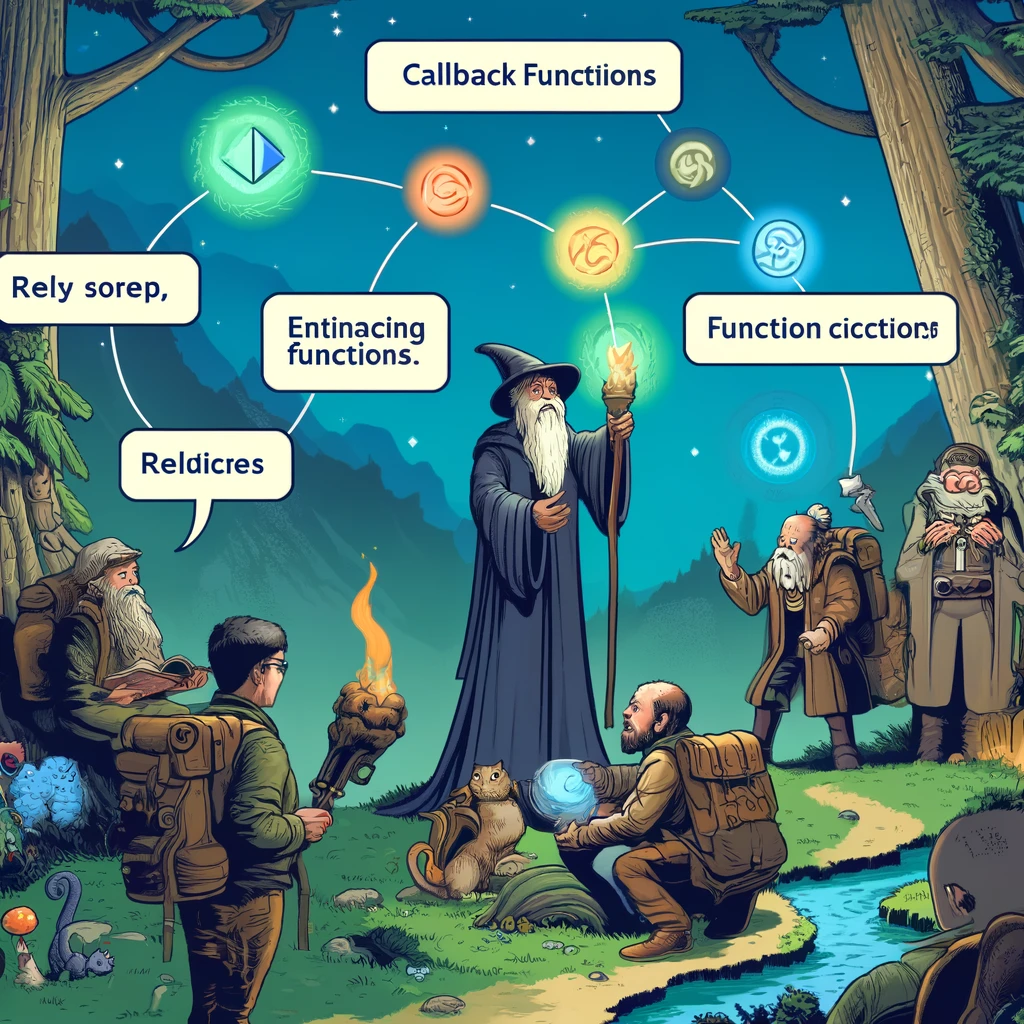 Callback Functiions
Rely sorep,
Entinacing
functions.
Function cicctions
Reldicres